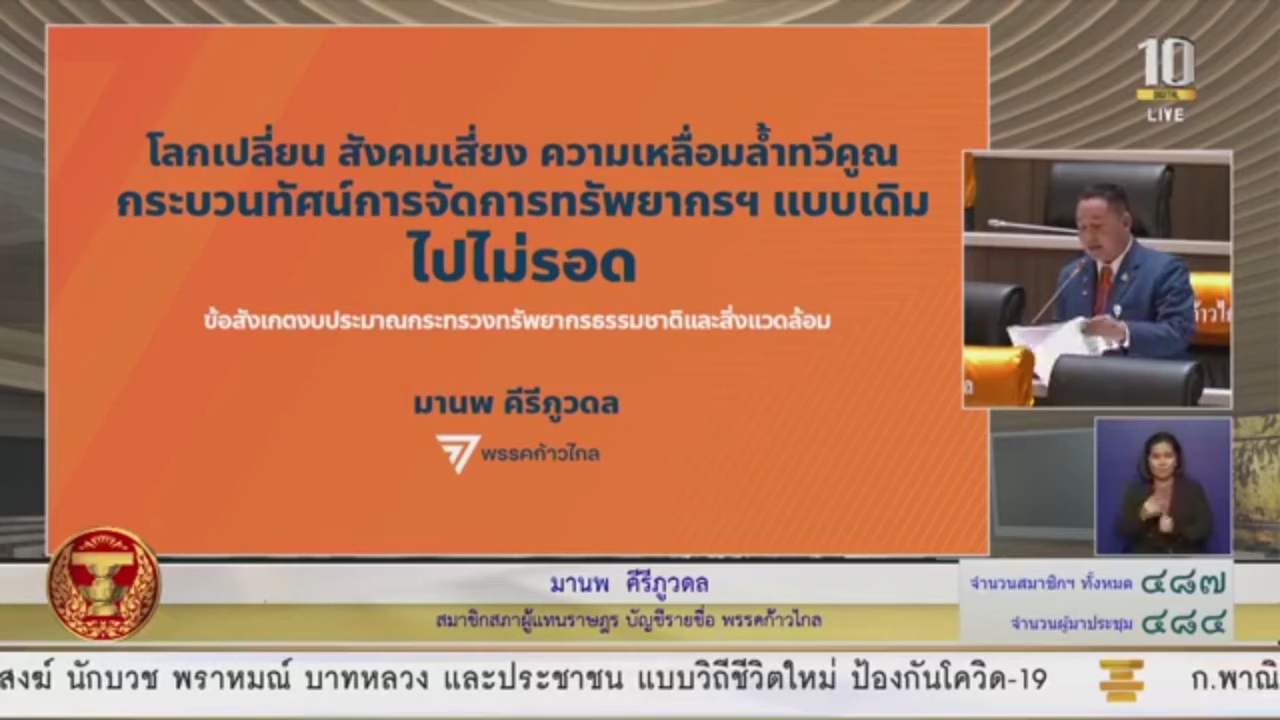 โลกเปลี่ยน สังคมเสี่ยง ความเหลื่อมล้ำทวีคูณ
กระบวนทัศน์การจัดการทรัพยากรฯ แบบเดิม
ไปไม่รอด
ข้อสังเกตงบประมาณกระทรวงทรัพยากรธรรมชาติและสิ่งแวดล้อม
มานพ คีรีภูวดล
พรรคก้าวไกล
10
DIGITAL
LIVE
มานพ คีรีภูวดล
สมาชิกสภาผู้แทนราษฎร บัญชีรายชื่อ พรรคก้าวไกล
จำนวนสมาชิกฯ ทั้งหมด ๔๘๗
จำนวนผู้มาประชุม ๔๘๔
สงฆ์ นักบวช พราหมณ์ บาทหลวง และประชาชน แบบวิถีชีวิตใหม่ ป้องกันโควิด-19
ก.พาณิ